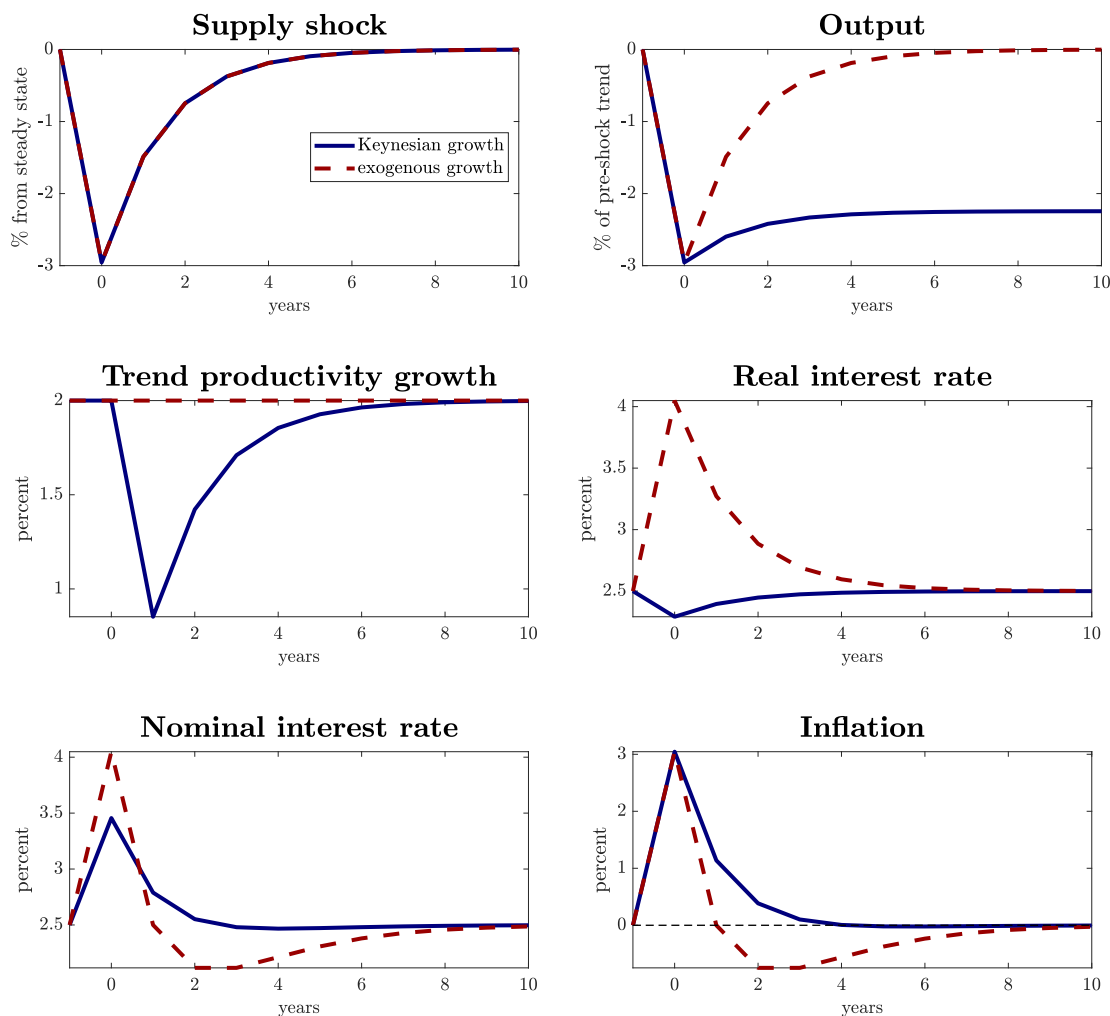 Supply shock
0
-1
-2
-3
% from steady state
Keynesian growth
exogenous growth
0 2 4 6 8 10
years
Output
0
-1
-2
-3
% of pre-shock trend
0 2 4 6 8 10
years
Trend productivity growth
2
1.5
1
percent
0 2 4 6 8 10
years
Real interest rate
4
3.5
3
2.5
percent
0 2 4 6 8 10
years
Nominal interest rate
4
3.5
3
2.5
percent
0 2 4 6 8 10
years
Inflation
3
2
1
0
percent
0 2 4 6 8 10
years